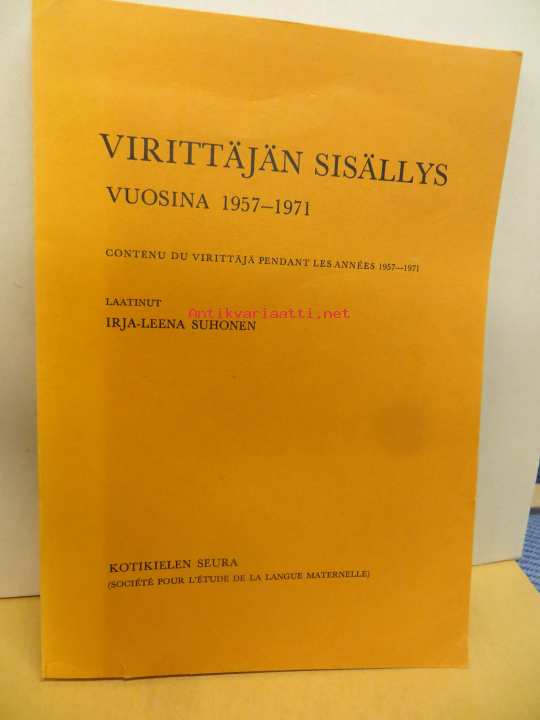 VIRITTÄJÄN SISÄLLYS
VUOSINA 1957–1971
CONTENU DU VIRITTÄJÄ PENDANT LES ANNÉES 1957—1971
LAATINUT
Antikvariaatti.net
IRJA-LEENA SUHONEN
KOTIKIELEN SEURA
(SOCIÉTÉ POUR L'ÉTUDE DE LA LANGUE MATERNELLE)